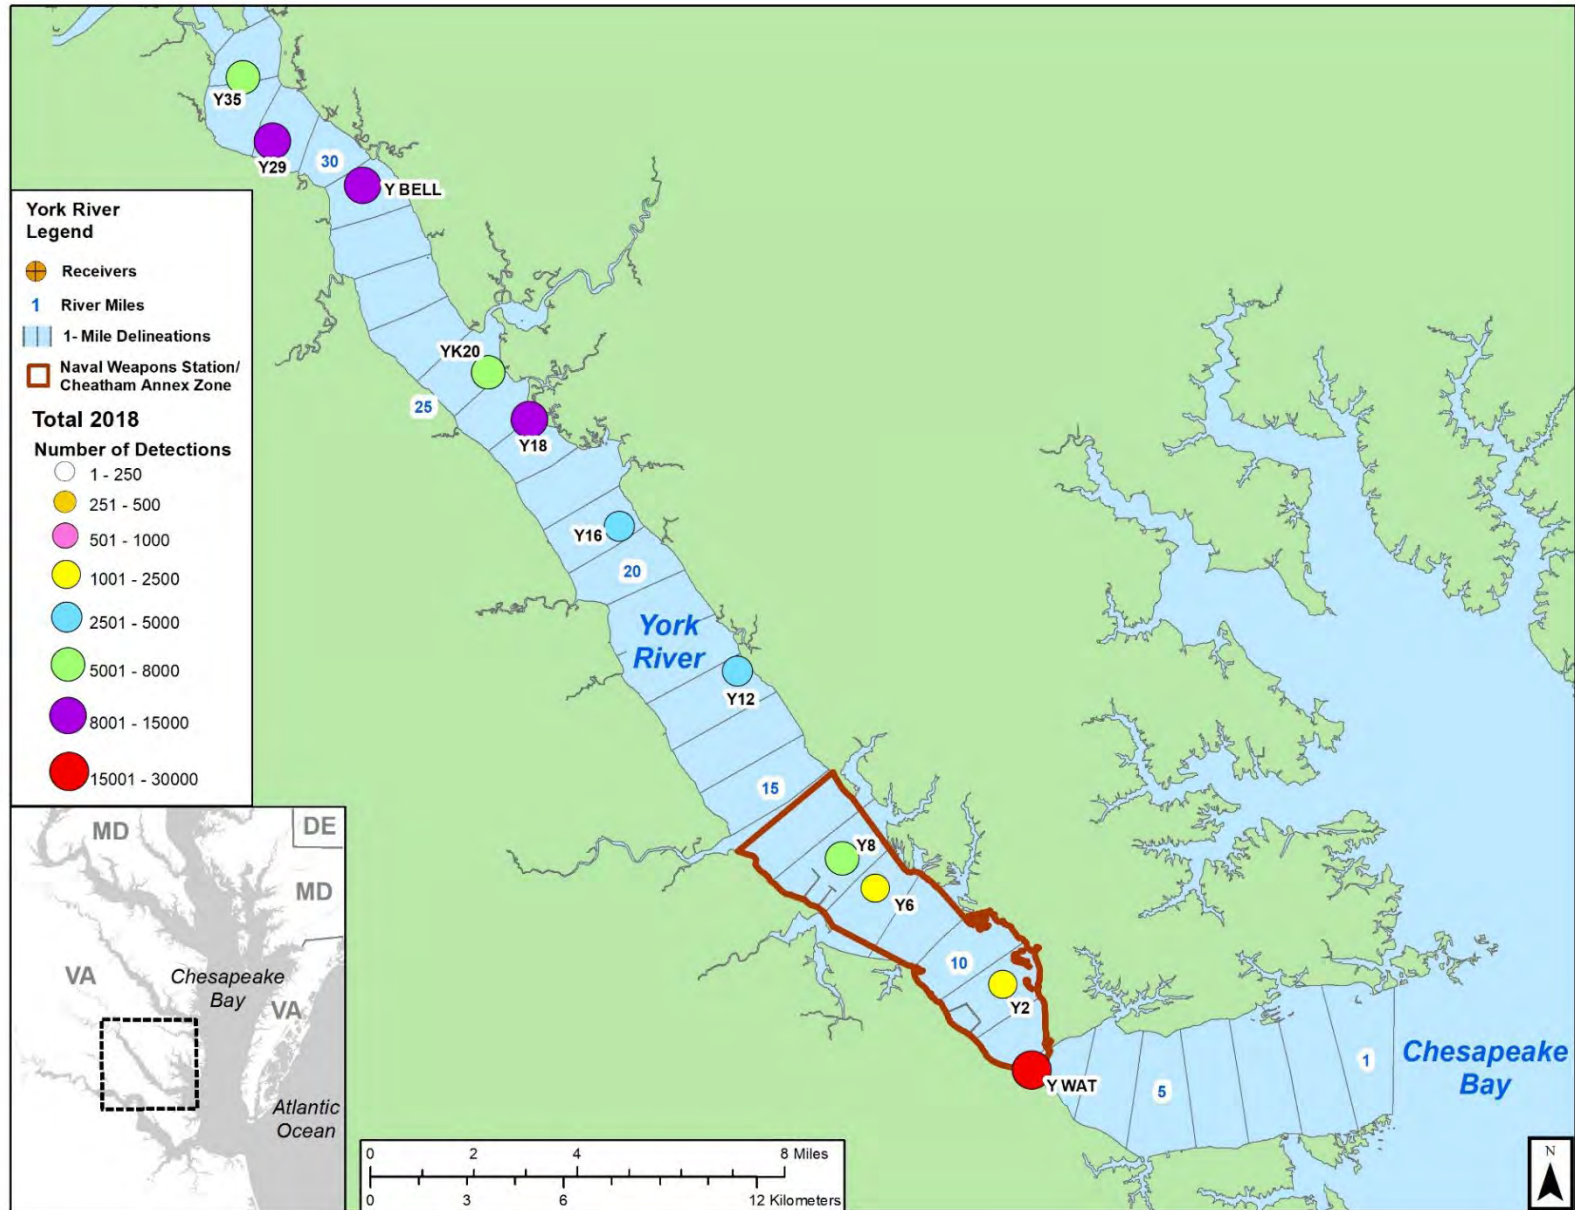 Y35
Y29
30
Y BELL
York River
Legend
Receivers
1 River Miles
1- Mile Delineations
Naval Weapons Station/
Cheatham Annex Zone
Total 2018
Number of Detections
1 - 250
251 - 500
501 - 1000
1001 - 2500
2501 - 5000
5001 - 8000
8001 - 15000
15001 - 30000
YK20
25
Y18
Y16
20
York
River
Y12
15
Y8
Y6
10
Y2
Y WAT
5
1
Chesapeake
Bay
MD
DE
MD
VA
Chesapeake
Bay
VA
Atlantic
Ocean
0 2 4 8 Miles
0 3 6 12 Kilometers
N